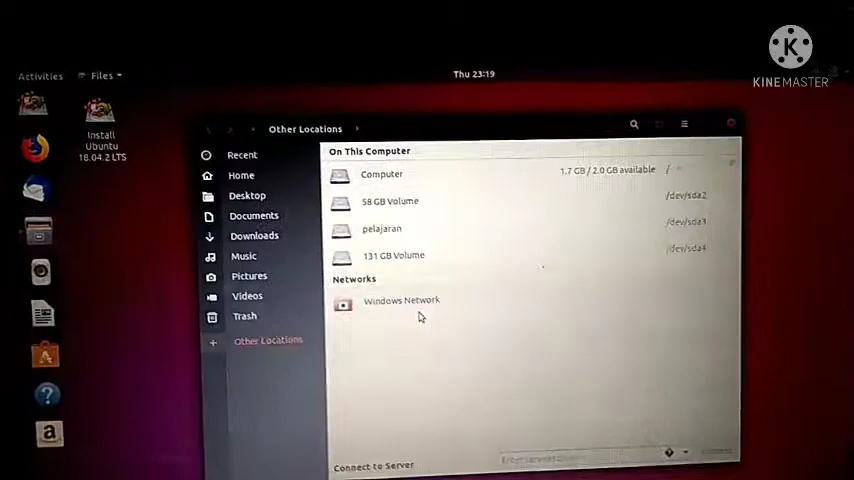 KINEMASTER
Activities
Files
Thu 23:19
Install
Ubuntu
18.04.2 LTS
Other Locations
Recent
Home
Desktop
Documents
Downloads
Music
Pictures
Videos
Trash
+ Other Locations
On This Computer
Computer 1.7 GB / 2.0 GB available /
58 GB Volume /dev/sda2
pelajaran /dev/sda3
131 GB Volume /dev/sda4
Networks
Windows Network
Connect to Server